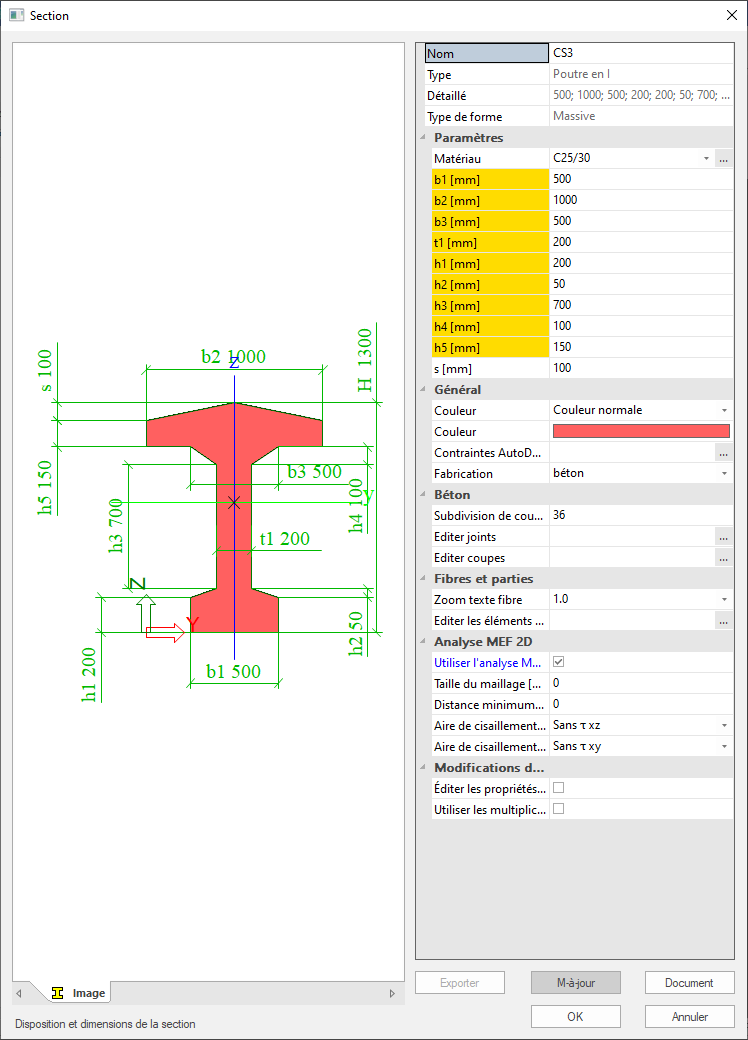 Section
Nom CS3
Type Poutre en I
Détaillé 500; 1000; 500; 200; 200; 50; 700; ...
Type de forme Massive
Paramètres
Matériau C25/30 ...
b1 [mm] 500
b2 [mm] 1000
b3 [mm] 500
t1 [mm] 200
h1 [mm] 200
h2 [mm] 50
h3 [mm] 700
h4 [mm] 100
h5 [mm] 150
s [mm] 100
Général
Couleur Couleur normale
Couleur
Contraintes AutoD... ...
Fabrication béton
Béton
Subdivision de cou... 36
Editer joints ...
Editer coupes ...
Fibres et parties
Zoom texte fibre 1.0
Editer les éléments ... ...
Analyse MEF 2D
Utiliser l'analyse M...
Taille du maillage [... 0
Distance minimum... 0
Aire de cisaillement... Sans τ xz
Aire de cisaillement... Sans τ xy
Modifications d...
Éditer les propriétés...
Utiliser les multiplic...
s 100
b2 1000
z
H 1300
h5 150
b3 500
y
h4 100
h3 700
t1 200
Z
Y
h2 50
h1 200
b1 500
Image
Disposition et dimensions de la section
Exporter M-à-jour Document
OK Annuler